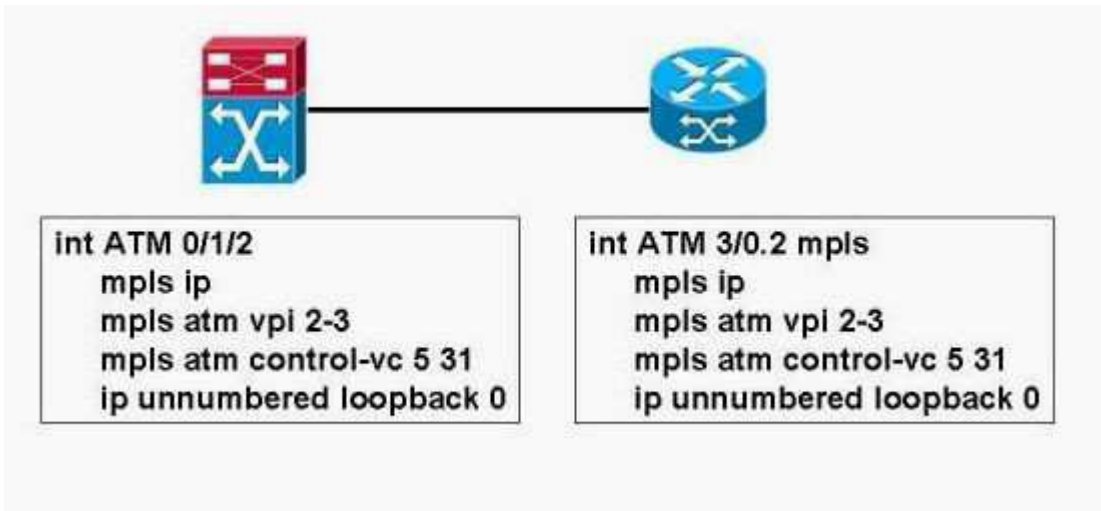 int ATM 0/1/2
mpls ip
mpls atm vpi 2-3
mpls atm control-vc 5 31
ip unnumbered loopback 0
int ATM 3/0.2 mpls
mpls ip
mpls atm vpi 2-3
mpls atm control-vc 5 31
ip unnumbered loopback 0